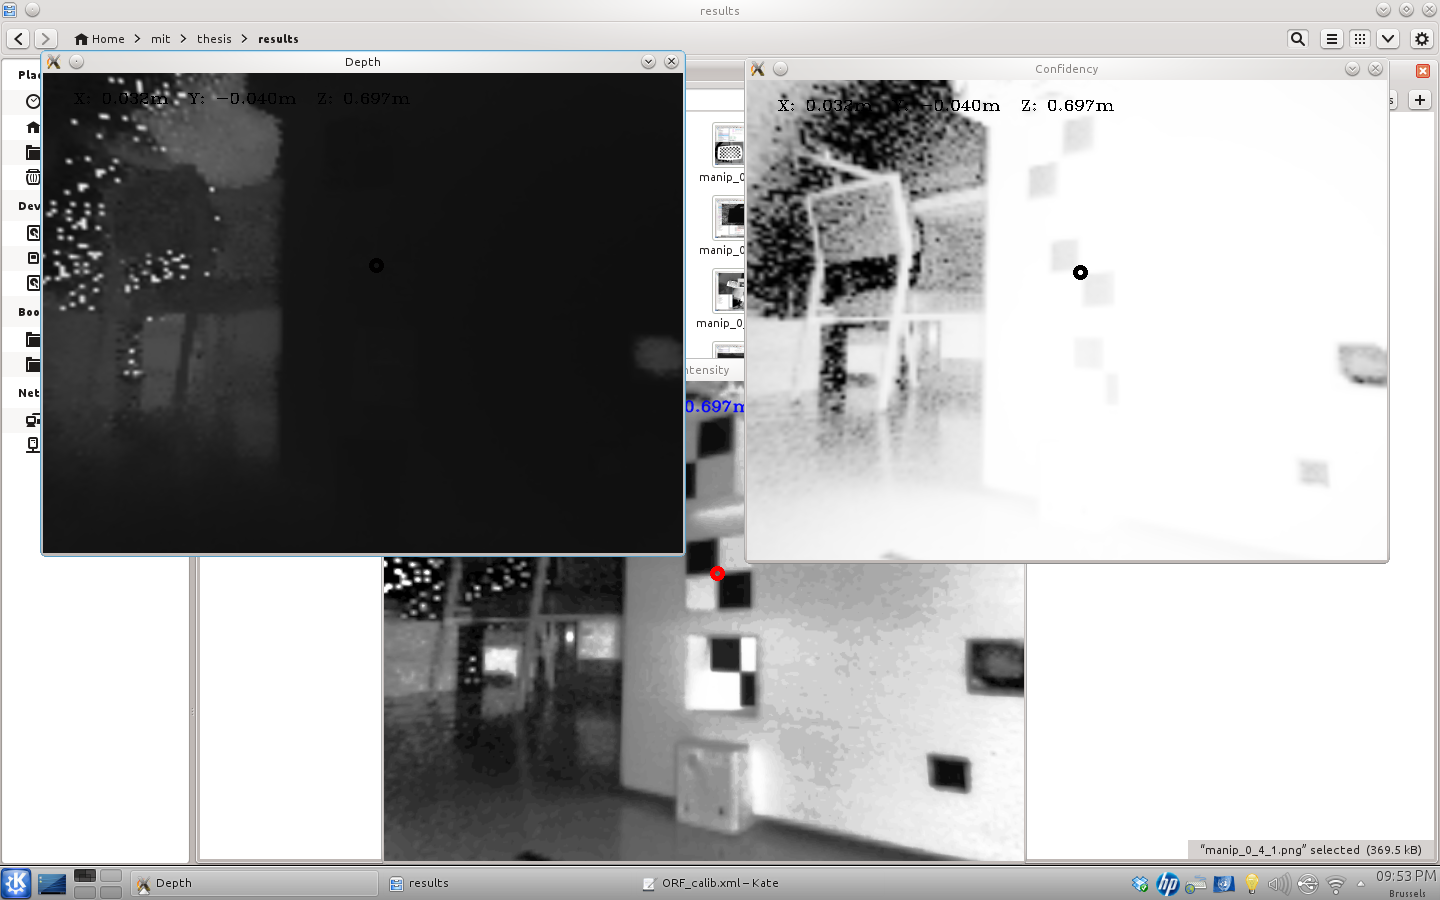 results
Home > mit > thesis > results
Depth
Confidency
Plac
X: 0.032m Y: -0.040m Z: 0.697m
X: 0.032m Y: -0.040m Z: 0.697m
s
manip_0
Dev
manip_0
Boo
manip_0_
ntensity
Net
0.697m
"manip_0_4_1.png" selected (369.5 kB)
Depth
results
ORF_calib.xml – Kate
hp
09:53 PM
Brussels